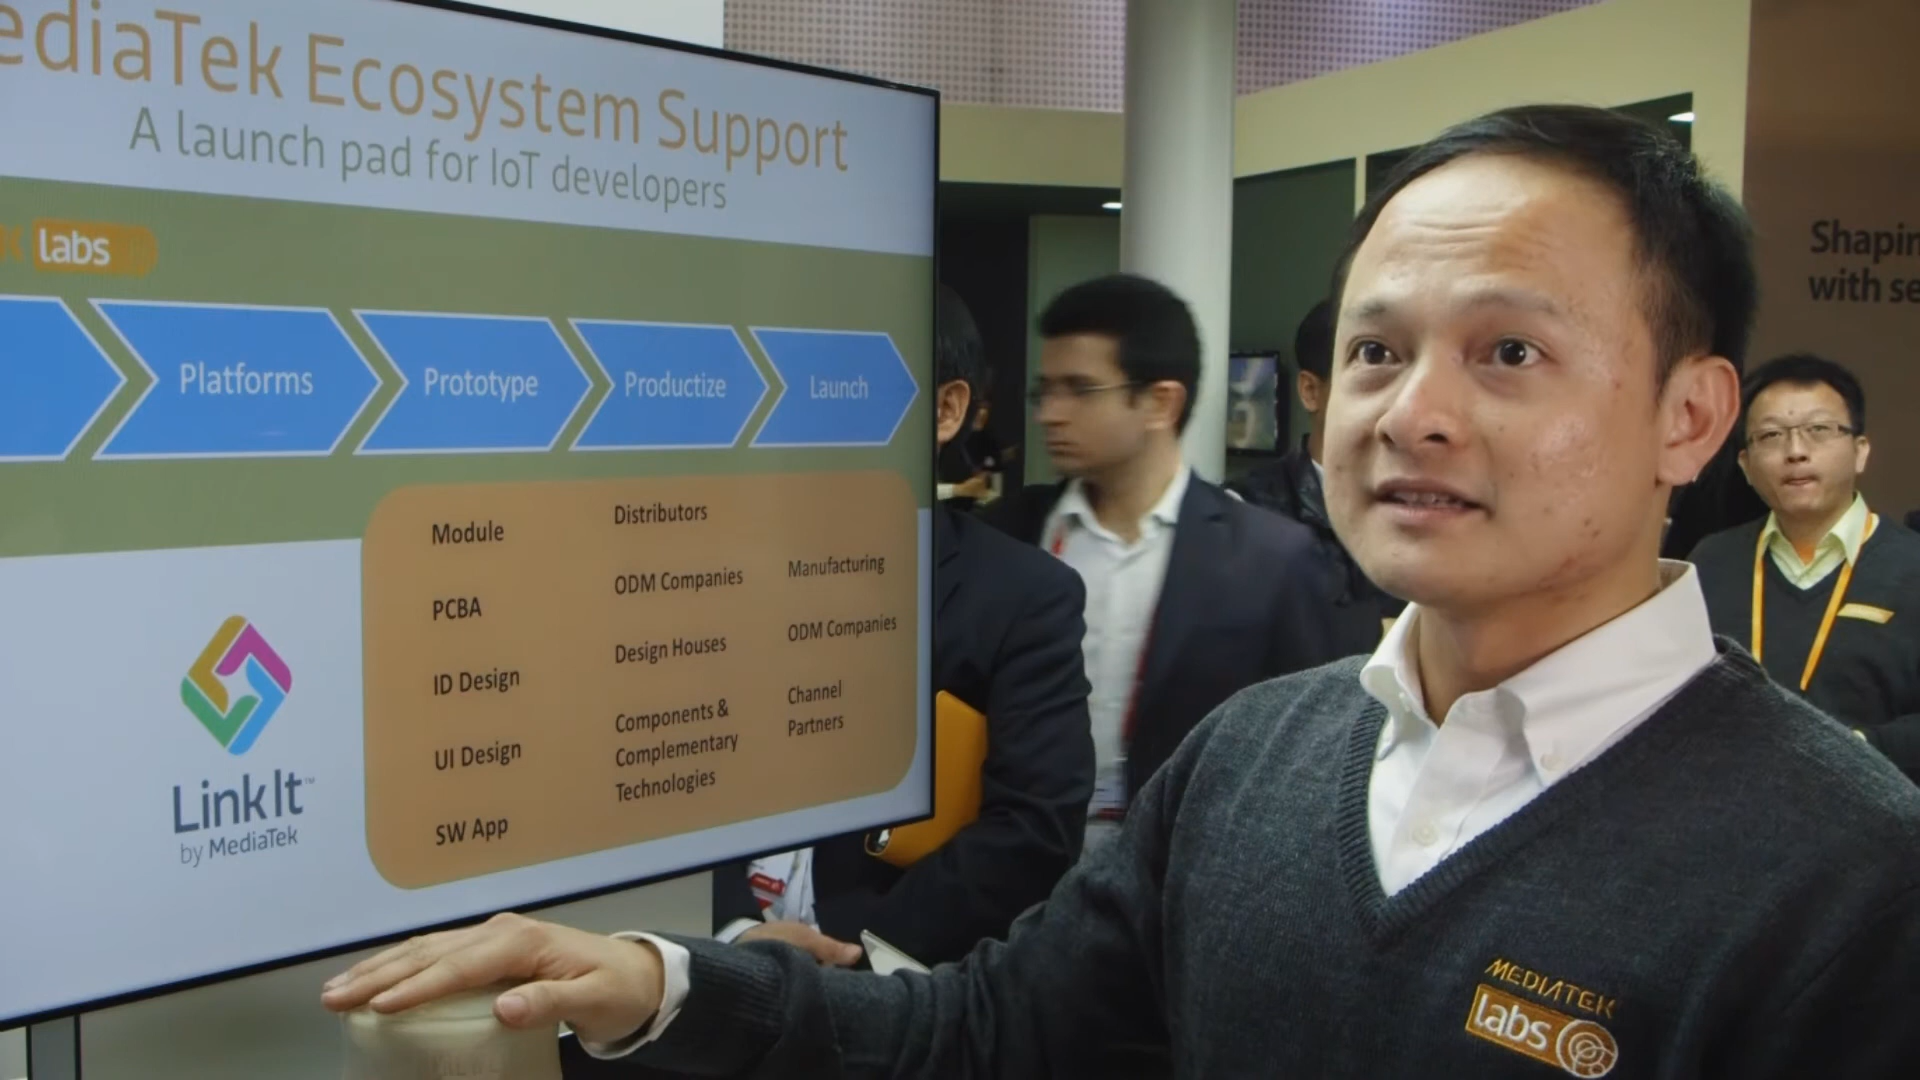 ediaTek Ecosystem Support
A launch pad for IoT developers
labs
Platforms
Prototype
Productize
Launch
Module
PCBA
ID Design
UI Design
SW App
Distributors
ODM Companies
Design Houses
Components &
Complementary
Technologies
Manufacturing
ODM Companies
Channel
Partners
LinkIt™
by MediaTek
Shapin
with se
MEDIATEK
labs